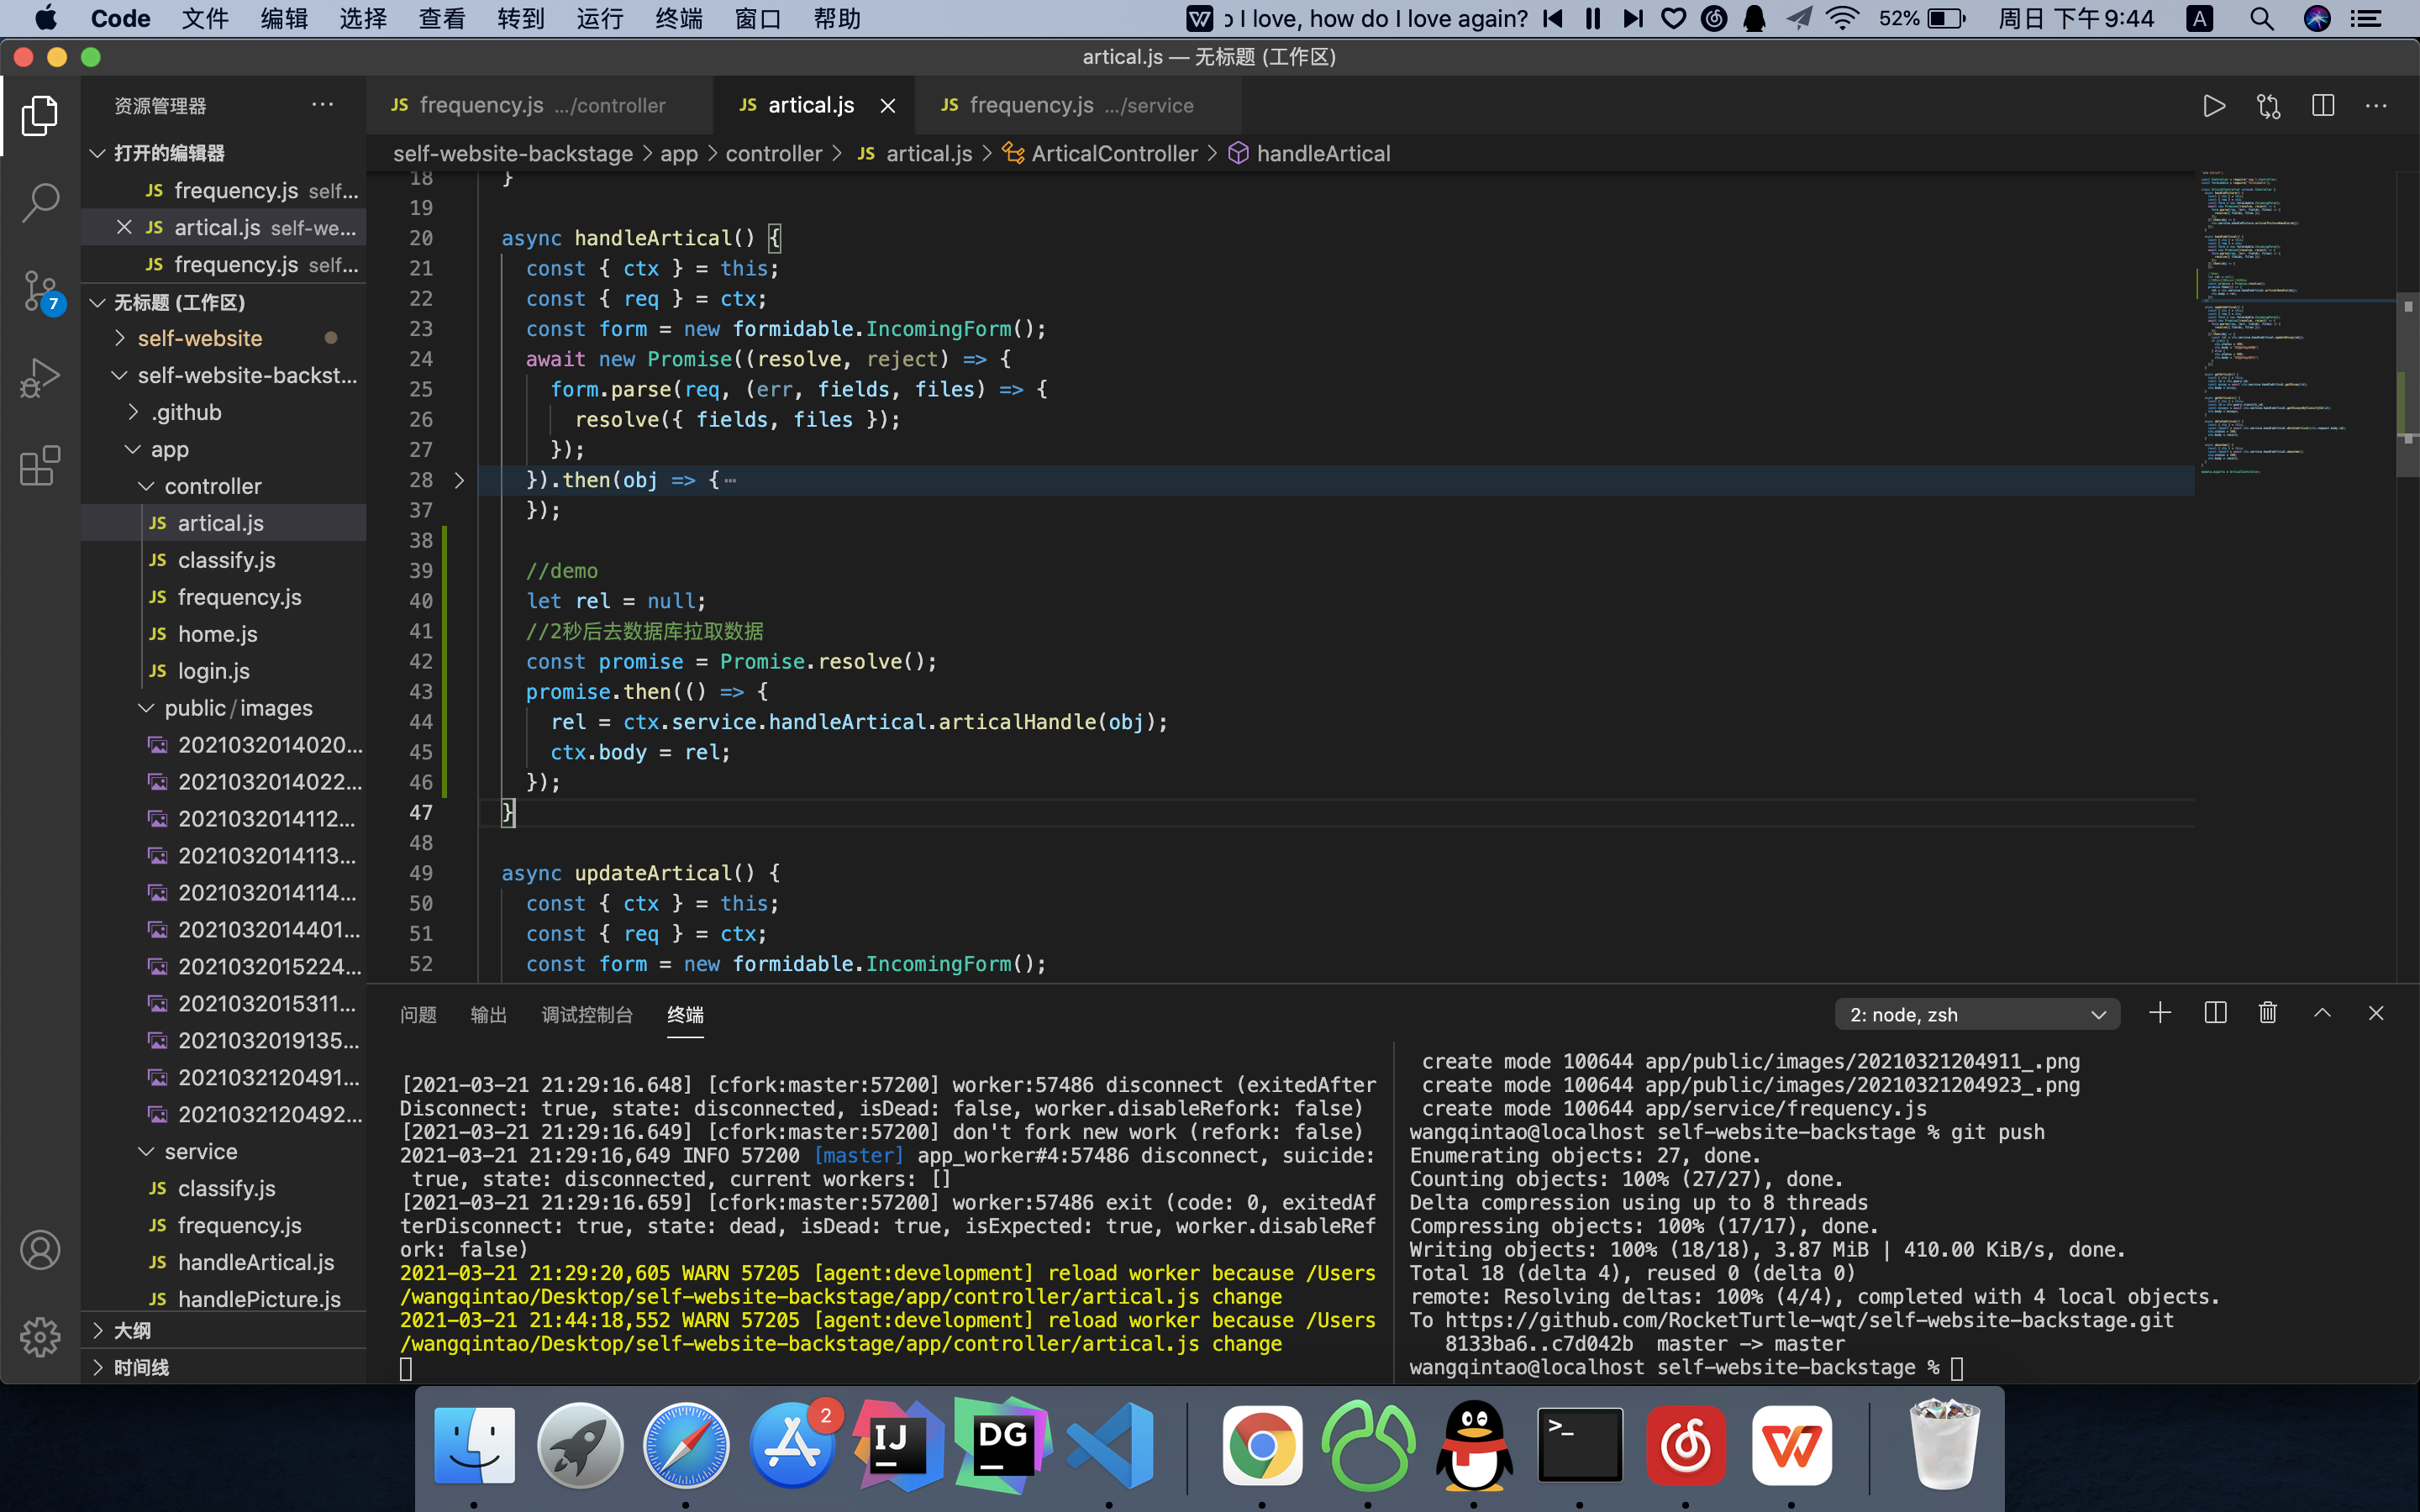 Code 文件 编辑 选择 查看 转到 运行 终端 窗口 帮助
I love, how do I love again? 52% 周日 下午9:44 A
artical.js — 无标题 (工作区)
资源管理器 ···
打开的编辑器
JS frequency.js self...
JS artical.js self-we...
JS frequency.js self...
无标题 (工作区)
self-website
self-website-backst...
.github
app
controller
JS artical.js
JS classify.js
JS frequency.js
JS home.js
JS login.js
public/images
2021032014020...
2021032014022...
2021032014112...
2021032014113...
2021032014114...
2021032014401...
2021032015224...
2021032015311...
2021032019135...
2021032120491...
2021032120492...
service
JS classify.js
JS frequency.js
JS handleArtical.js
JS handlePicture.js
大纲
时间线
7
JS frequency.js .../controller
JS artical.js
JS frequency.js .../service
self-website-backstage > app > controller > JS artical.js > ArticalController > handleArtical
18 }
19
20 async handleArtical() {
21 const { ctx } = this;
22 const { req } = ctx;
23 const form = new formidable.IncomingForm();
24 await new Promise((resolve, reject) => {
25 form.parse(req, (err, fields, files) => {
26 resolve({ fields, files });
27 });
28 }).then(obj => {···
37 });
38
39 //demo
40 let rel = null;
41 //2秒后去数据库拉取数据
42 const promise = Promise.resolve();
43 promise.then(() => {
44 rel = ctx.service.handleArtical.articalHandle(obj);
45 ctx.body = rel;
46 });
47 }
48
49 async updateArtical() {
50 const { ctx } = this;
51 const { req } = ctx;
52 const form = new formidable.IncomingForm();
问题 输出 调试控制台 终端
2: node, zsh
[2021-03-21 21:29:16.648] [cfork:master:57200] worker:57486 disconnect (exitedAfter
Disconnect: true, state: disconnected, isDead: false, worker.disableRefork: false)
[2021-03-21 21:29:16.649] [cfork:master:57200] don't fork new work (refork: false)
2021-03-21 21:29:16,649 INFO 57200 [master] app_worker#4:57486 disconnect, suicide:
true, state: disconnected, current workers: []
[2021-03-21 21:29:16.659] [cfork:master:57200] worker:57486 exit (code: 0, exitedAf
terDisconnect: true, state: dead, isDead: true, isExpected: true, worker.disableRef
ork: false)
2021-03-21 21:29:20,605 WARN 57205 [agent:development] reload worker because /Users
/wangqintao/Desktop/self-website-backstage/app/controller/artical.js change
2021-03-21 21:44:18,552 WARN 57205 [agent:development] reload worker because /Users
/wangqintao/Desktop/self-website-backstage/app/controller/artical.js change
create mode 100644 app/public/images/20210321204911_.png
create mode 100644 app/public/images/20210321204923_.png
create mode 100644 app/service/frequency.js
wangqintao@localhost self-website-backstage % git push
Enumerating objects: 27, done.
Counting objects: 100% (27/27), done.
Delta compression using up to 8 threads
Compressing objects: 100% (17/17), done.
Writing objects: 100% (18/18), 3.87 MiB | 410.00 KiB/s, done.
Total 18 (delta 4), reused 0 (delta 0)
remote: Resolving deltas: 100% (4/4), completed with 4 local objects.
To https://github.com/RocketTurtle-wqt/self-website-backstage.git
8133ba6..c7d042b master -> master
wangqintao@localhost self-website-backstage %
2
IJ
DG
>_